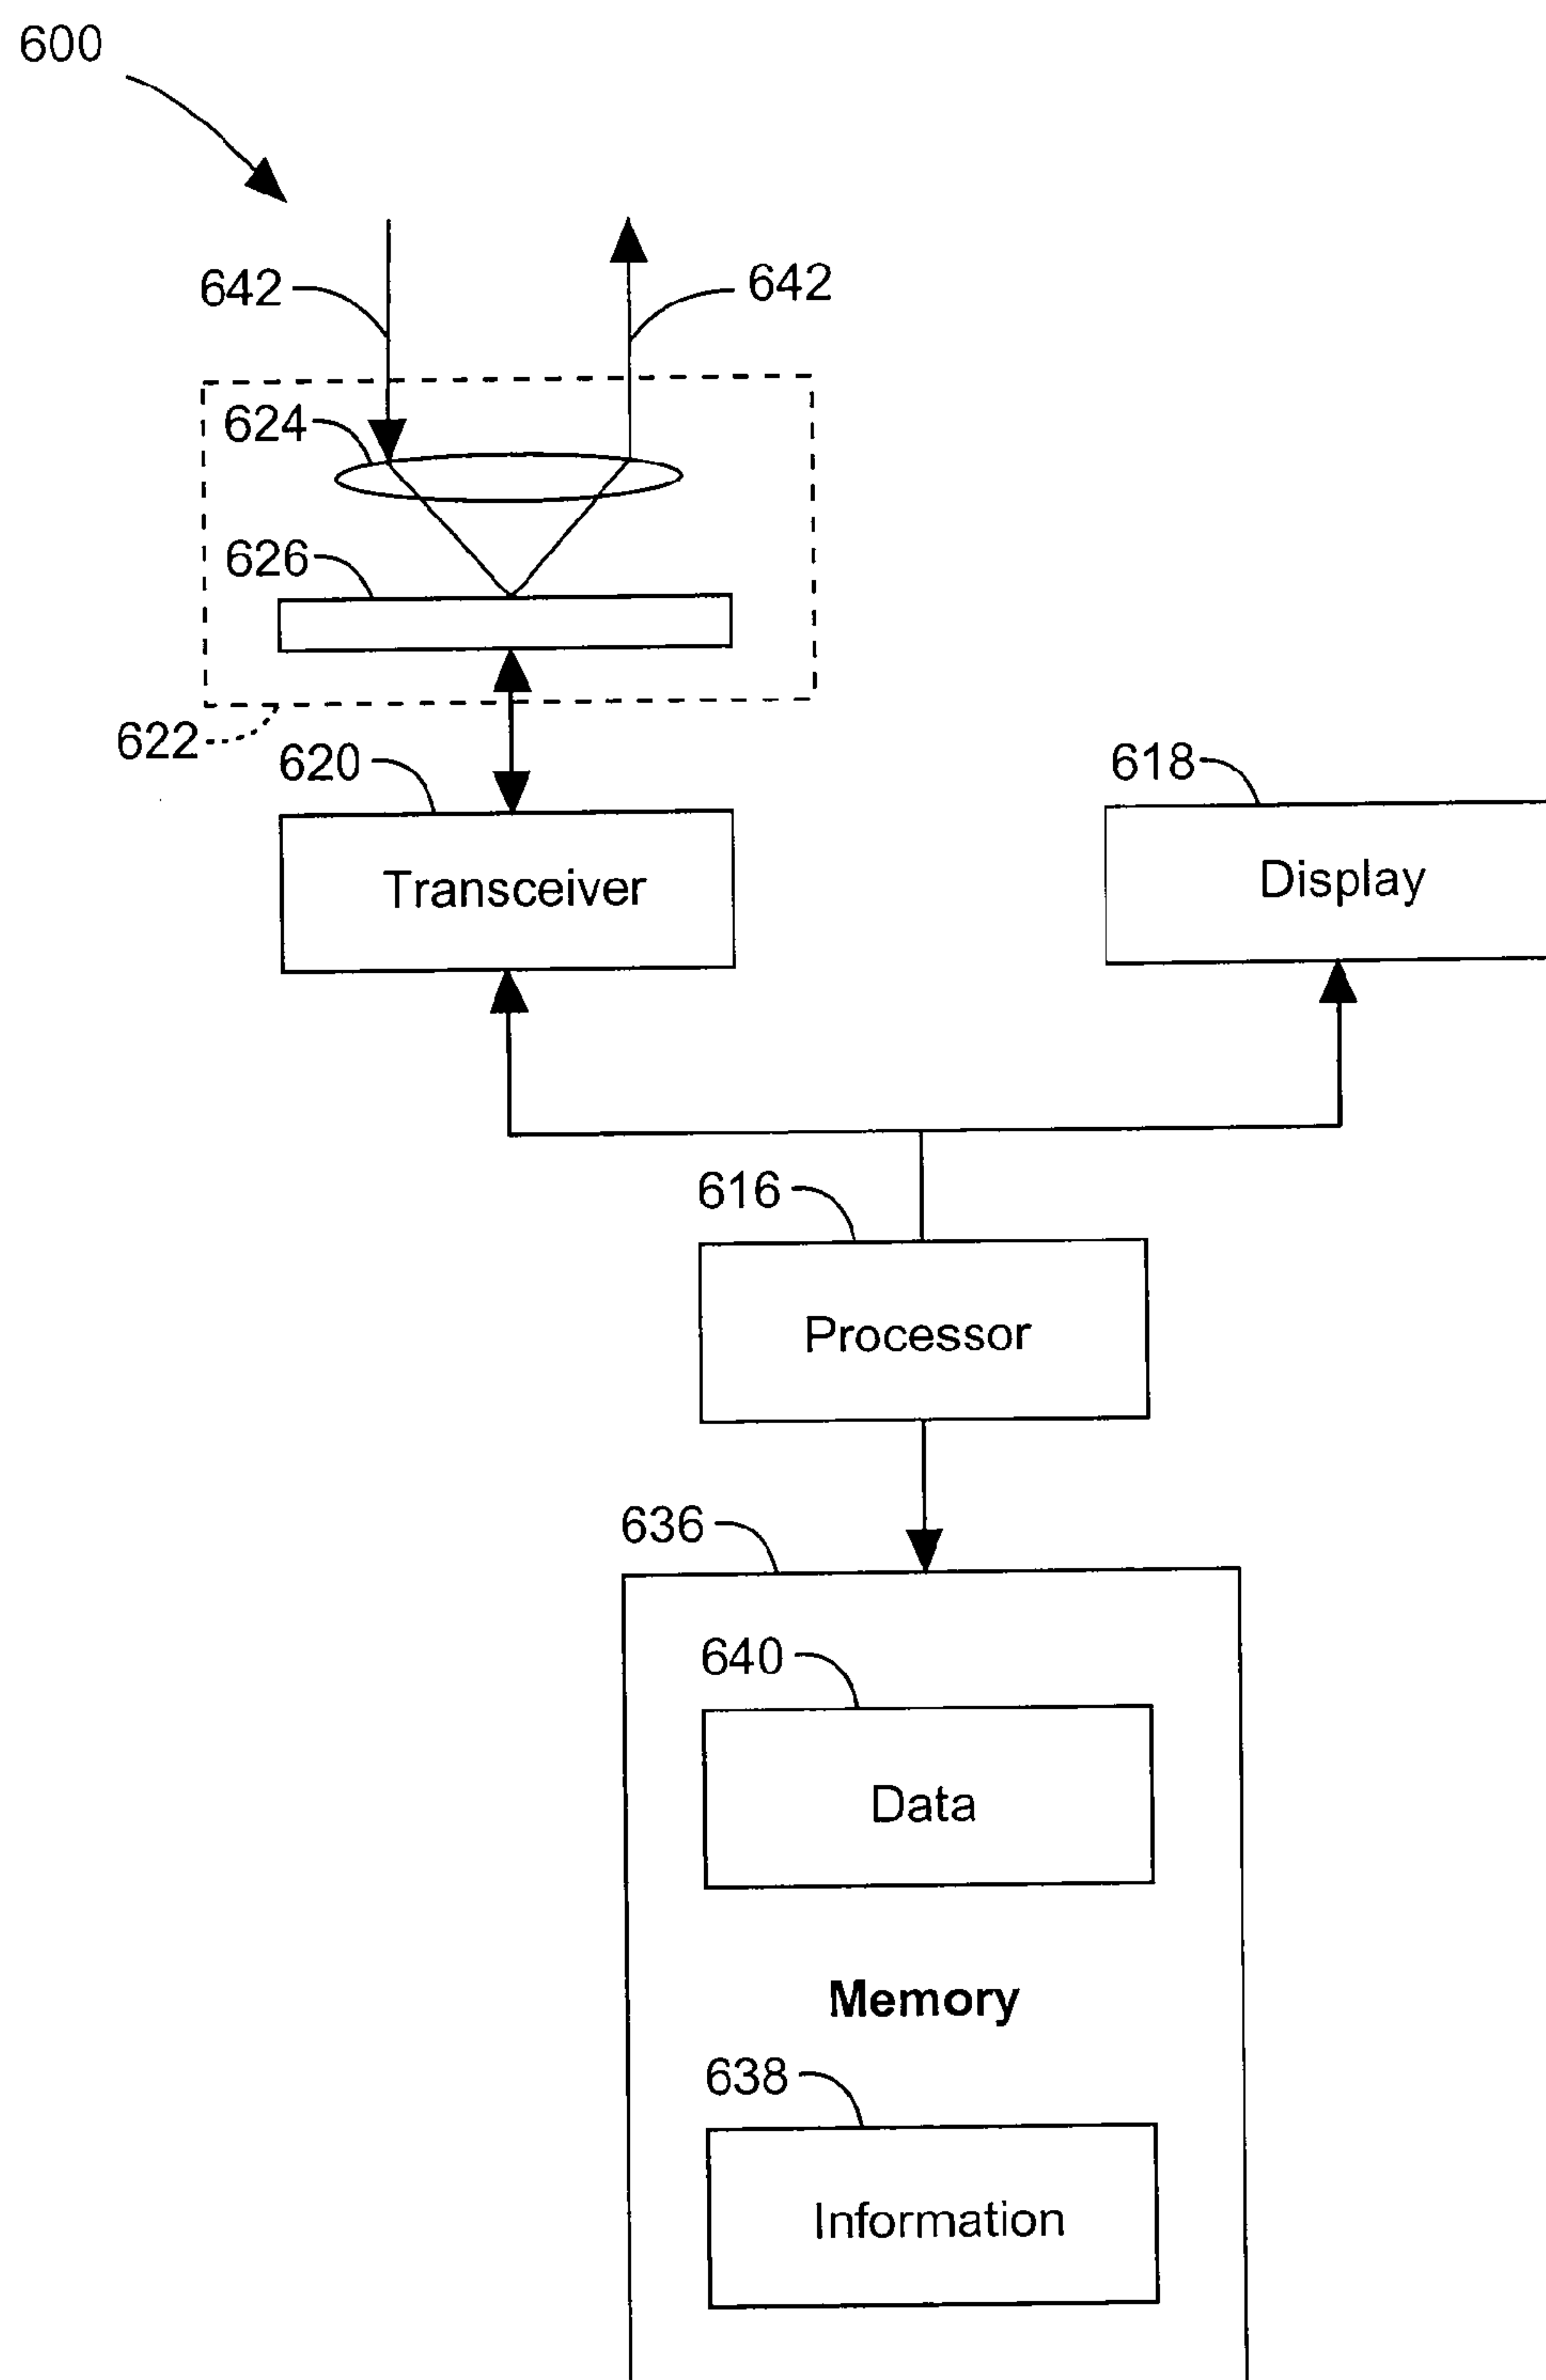 600
642
642
624
626
622
620
618
Transceiver
Display
616
Processor
636
640
Data
Memory
638
Information